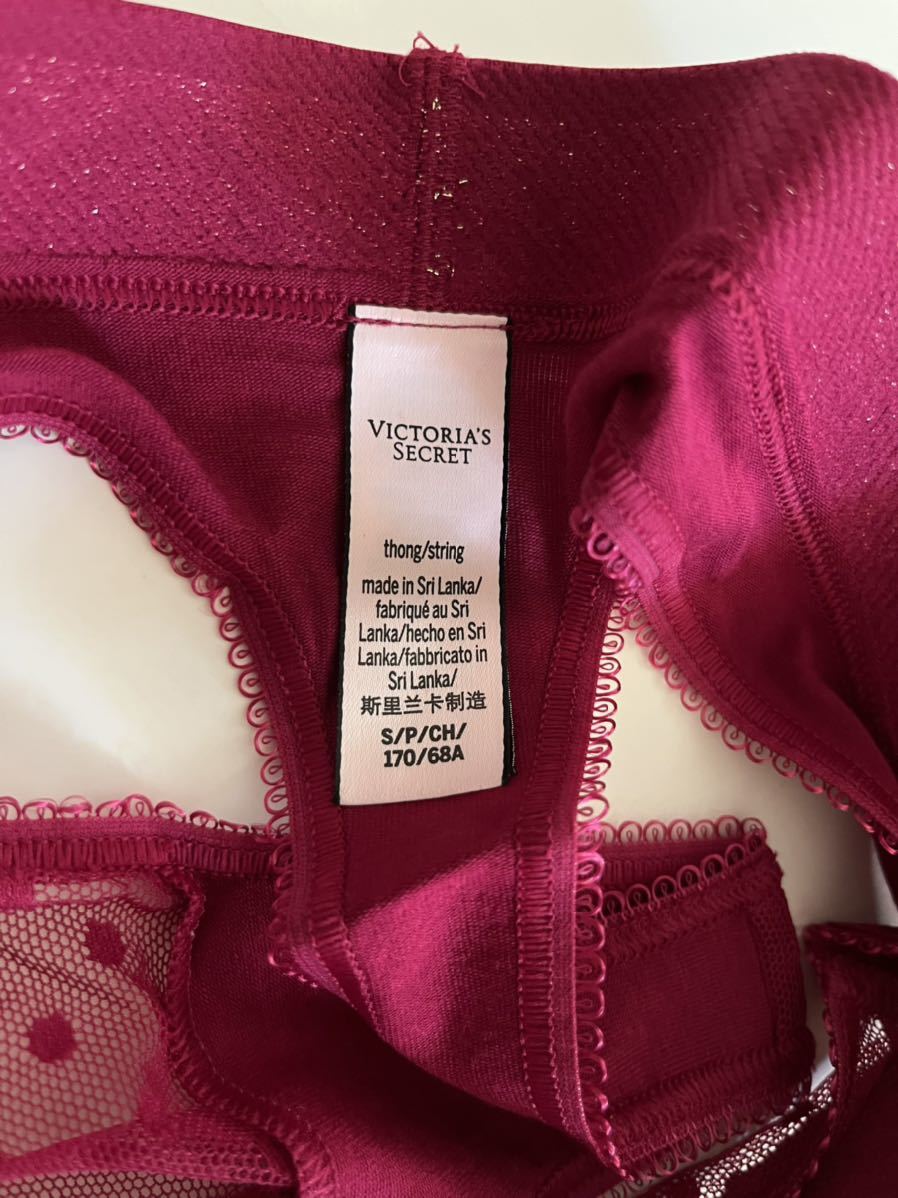 VICTORIA'S
SECRET
thong/string
made in Sri Lanka/
fabriqué au Sri
Lanka/hecho en Sri
Lanka/fabbricato in
Sri Lanka/
斯里兰卡制造
S/P/CH/
170/68A